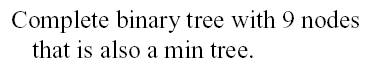 Complete binary tree with 9 nodes
that is also a min tree.